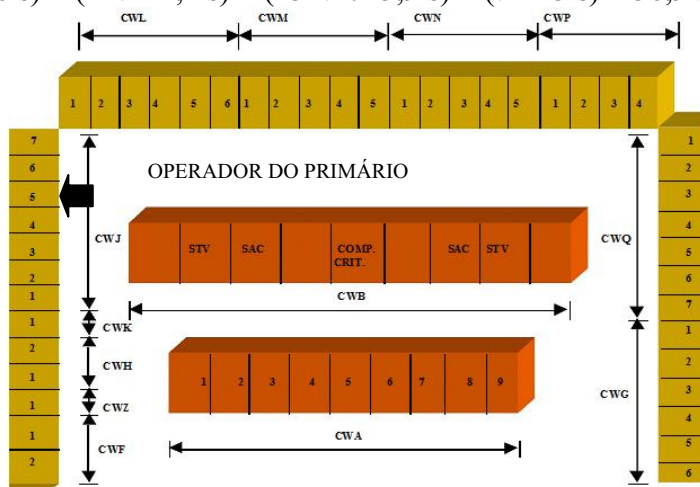 CWL CWM CWN CWP
1 2 3 4 5 6 1 2 3 4 5 1 2 3 4 5 1 2 3 4
7
6
5
4
3
2
1
1
2
1
1
1
2
OPERADOR DO PRIMÁRIO
CWJ
STV SAC COMP. CRIT. SAC STV
CWB
CWQ
CWK
CWH
CWZ
CWF
1 2 3 4 5 6 7 8 9
CWA
CWG
1
2
3
4
5
6
7
1
2
3
4
5
6